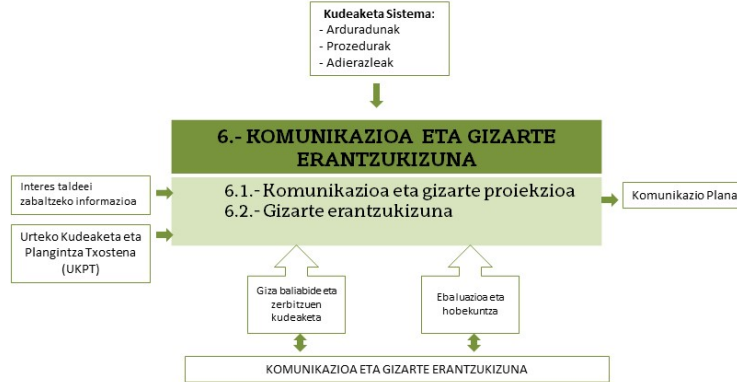 Kudeaketa Sistema:
- Arduradunak
- Prozedurak
- Adierazleak
6.- KOMUNIKAZIOA ETA GIZARTE
ERANTZUKIZUNA
6.1.- Komunikazioa eta gizarte proiekzioa
6.2.- Gizarte erantzukizuna
Interes taldeei
zabaltzeko informazioa
Urteko Kudeaketa eta
Plangintza Txostena
(UKPT)
Komunikazio Plana
Giza baliabide eta
zerbitzuen
kudeaketa
Ebaluazioa eta
hobekuntza
KOMUNIKAZIOA ETA GIZARTE ERANTZUKIZUNA